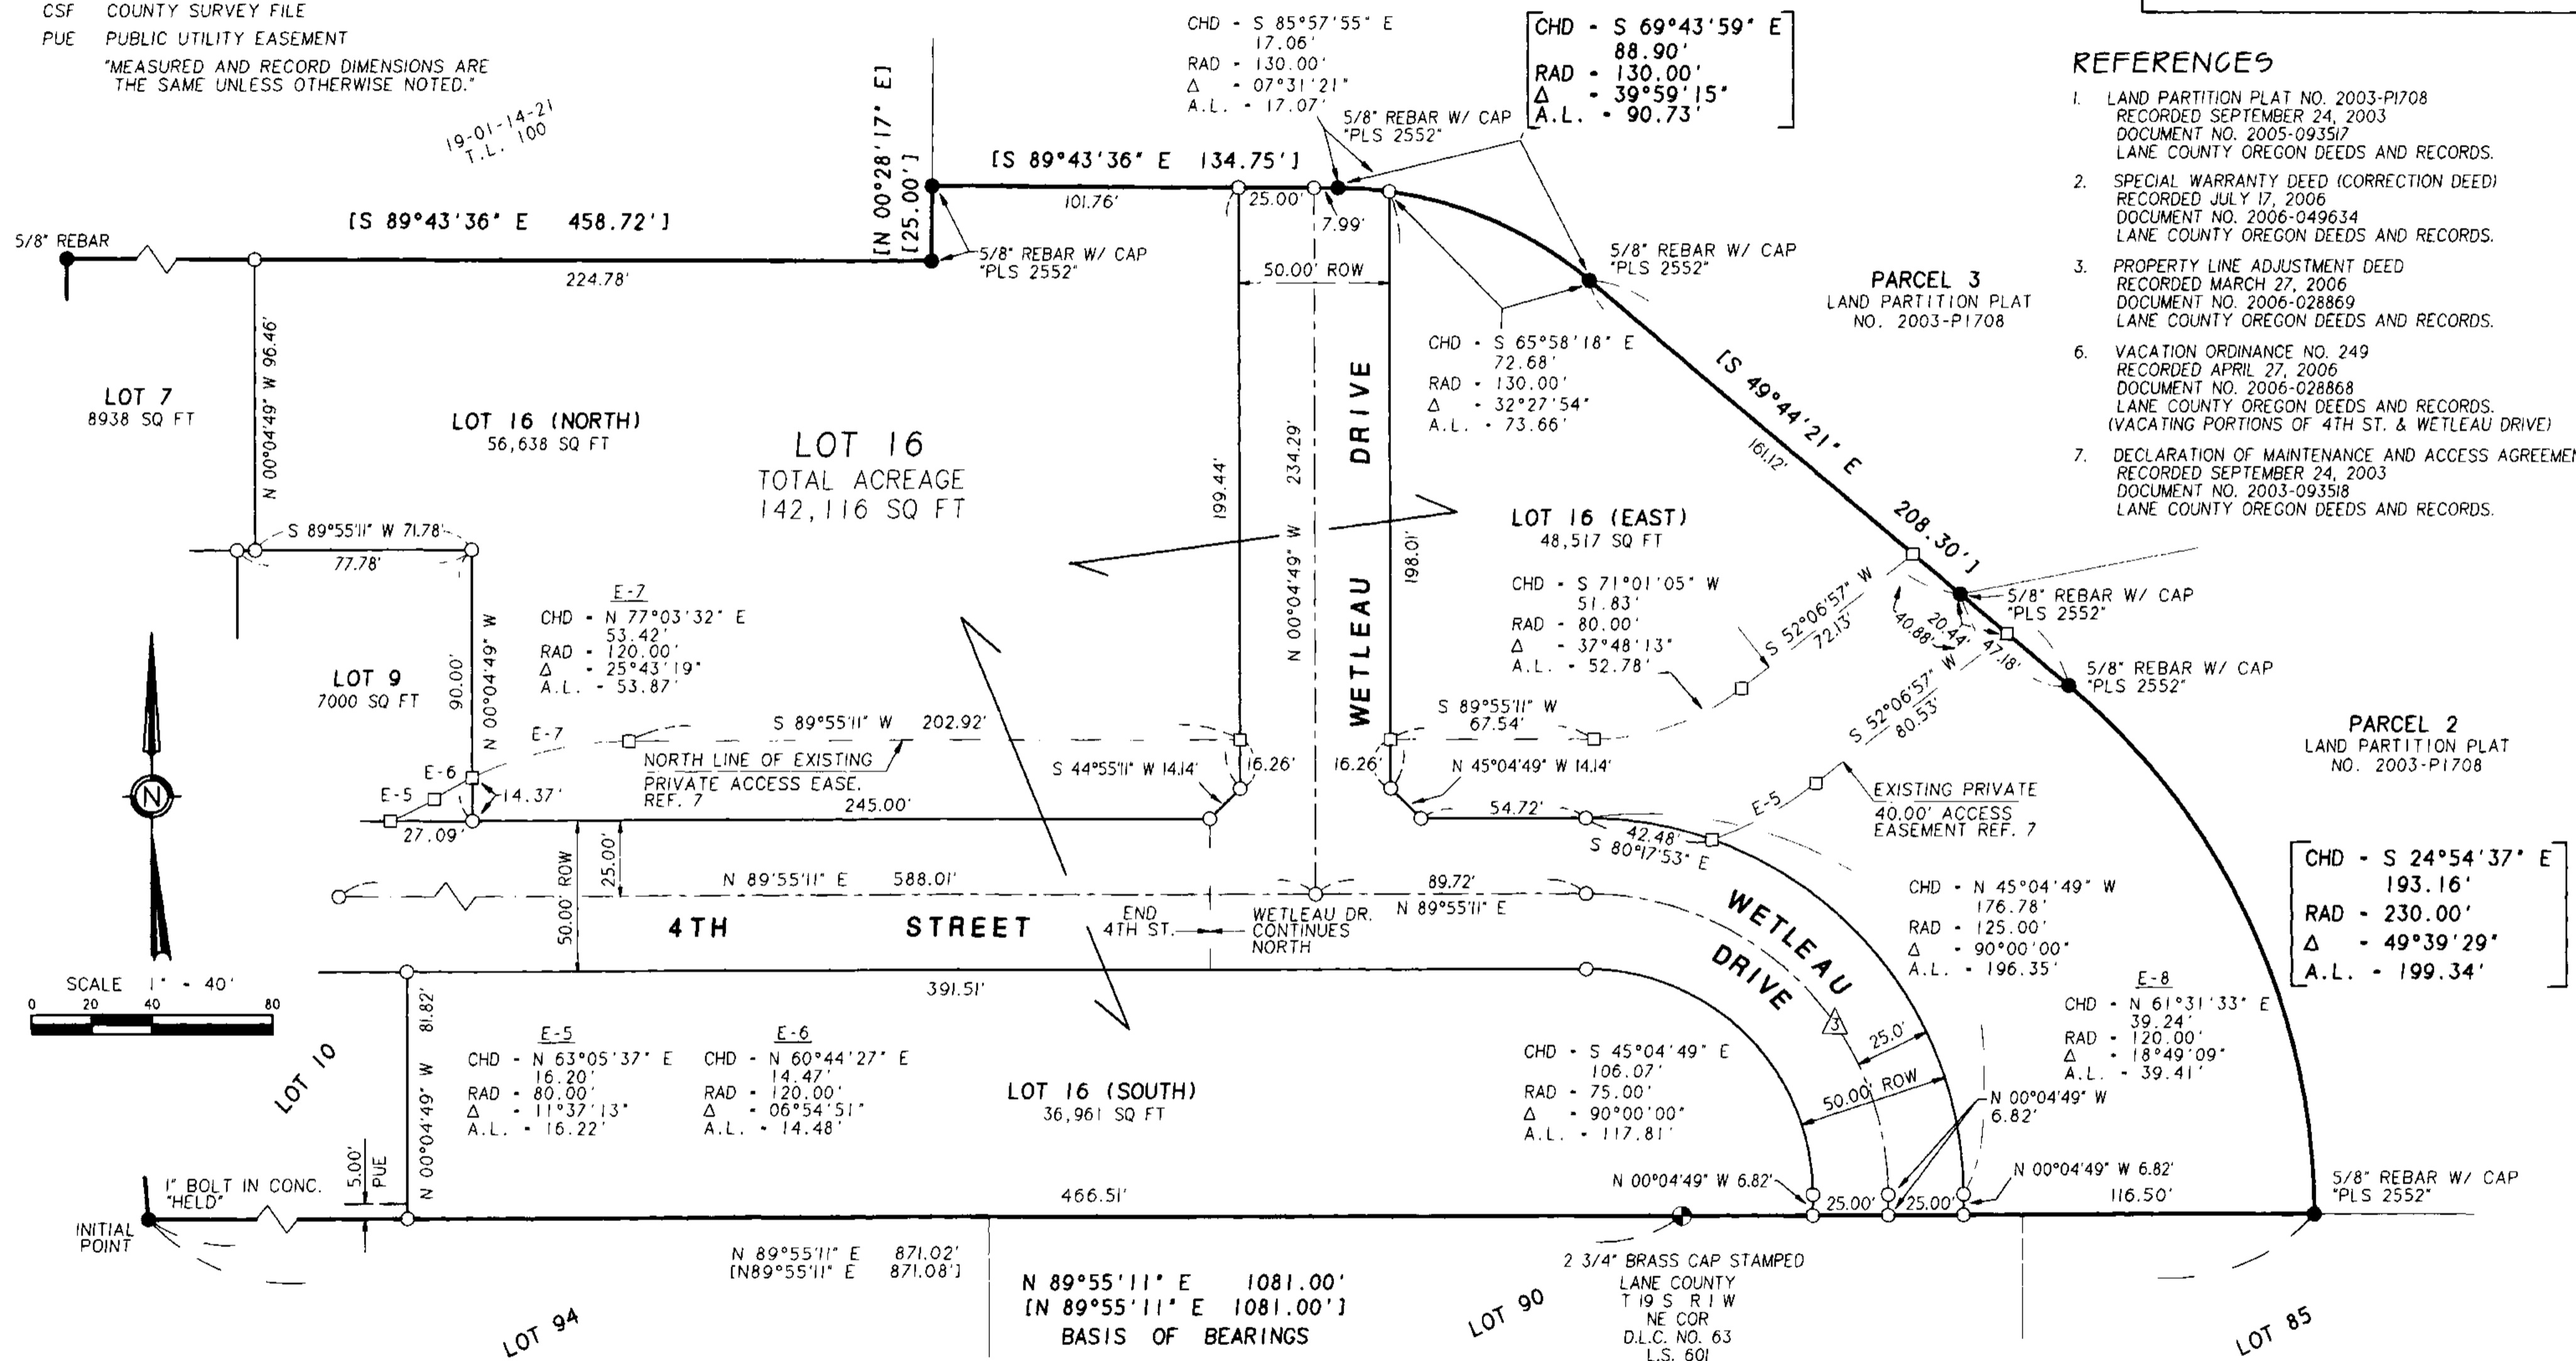 CSF COUNTY SURVEY FILE
PUE PUBLIC UTILITY EASEMENT
"MEASURED AND RECORD DIMENSIONS ARE
THE SAME UNLESS OTHERWISE NOTED."
19-01-14-21
T.L. 100
CHD - S 85°57'55" E
17.06'
RAD - 130.00'
Δ - 07°31'21"
A.L. - 17.07'
[CHD - S 69°43'59" E
88.90'
RAD - 130.00'
Δ - 39°59'15"
A.L. - 90.73']
5/8" REBAR W/ CAP
"PLS 2552"
REFERENCES
1. LAND PARTITION PLAT NO. 2003-P1708
RECORDED SEPTEMBER 24, 2003
DOCUMENT NO. 2005-093517
LANE COUNTY OREGON DEEDS AND RECORDS.
2. SPECIAL WARRANTY DEED (CORRECTION DEED)
RECORDED JULY 17, 2006
DOCUMENT NO. 2006-049634
LANE COUNTY OREGON DEEDS AND RECORDS.
3. PROPERTY LINE ADJUSTMENT DEED
RECORDED MARCH 27, 2006
DOCUMENT NO. 2006-028869
LANE COUNTY OREGON DEEDS AND RECORDS.
6. VACATION ORDINANCE NO. 249
RECORDED APRIL 27, 2006
DOCUMENT NO. 2006-028868
LANE COUNTY OREGON DEEDS AND RECORDS.
(VACATING PORTIONS OF 4TH ST. & WETLEAU DRIVE)
7. DECLARATION OF MAINTENANCE AND ACCESS AGREEMEN
RECORDED SEPTEMBER 24, 2003
DOCUMENT NO. 2003-093518
LANE COUNTY OREGON DEEDS AND RECORDS.
[N 00°28'17" E]
[25.00']
[S 89°43'36" E 134.75']
101.76'
25.00'
7.99'
[S 89°43'36" E 458.72']
5/8" REBAR
224.78'
5/8" REBAR W/ CAP
"PLS 2552"
50.00' ROW
5/8" REBAR W/ CAP
"PLS 2552"
PARCEL 3
LAND PARTITION PLAT
NO. 2003-P1708
CHD - S 65°58'18" E
72.68'
RAD - 130.00'
Δ - 32°27'54"
A.L. - 73.66'
[S 49°44'21" E 208.30']
161.12'
N 00°04'49" W 96.46'
LOT 7
8938 SQ FT
LOT 16 (NORTH)
56,638 SQ FT
LOT 16
TOTAL ACREAGE
142,116 SQ FT
199.44'
N 00°04'49" W 234.29'
WETLEAU DRIVE
198.01'
LOT 16 (EAST)
48,517 SQ FT
S 89°55'11" W 71.78'
77.78'
E-7
CHD - N 77°03'32" E
53.42'
RAD - 120.00'
Δ - 25°43'19"
A.L. - 53.87'
CHD - S 71°01'05" W
51.83'
RAD - 80.00'
Δ - 37°48'13"
A.L. - 52.78'
S 52°06'57" W
72.13'
40.88'
20.44'
47.18'
5/8" REBAR W/ CAP
"PLS 2552"
S 52°06'57" W
80.53'
5/8" REBAR W/ CAP
"PLS 2552"
LOT 9
7000 SQ FT
90.00'
N 00°04'49" W
E-7
S 89°55'11" W 202.92'
NORTH LINE OF EXISTING
PRIVATE ACCESS EASE.
REF. 7
S 89°55'11" W
67.54'
PARCEL 2
LAND PARTITION PLAT
NO. 2003-P1708
E-6
E-5
14.37'
27.09'
245.00'
S 44°55'11" W 14.14'
16.26'
16.26'
N 45°04'49" W 14.14'
54.72'
42.48'
S 80°17'53" E
E-5
EXISTING PRIVATE
40.00' ACCESS
EASEMENT REF. 7
N
SCALE 1" - 40'
0 20 40 80
50.00' ROW
25.00'
N 89°55'11" E 588.01'
4TH STREET
END
4TH ST.
WETLEAU DR.
CONTINUES
NORTH
89.72'
N 89°55'11" E
WETLEAU
DRIVE
3
CHD - N 45°04'49" W
176.78'
RAD - 125.00'
Δ - 90°00'00"
A.L. - 196.35'
[CHD - S 24°54'37" E
193.16'
RAD - 230.00'
Δ - 49°39'29"
A.L. - 199.34']
391.51'
N 00°04'49" W 81.82'
LOT 10
E-5
CHD - N 63°05'37" E
16.20'
RAD - 80.00'
Δ - 11°37'13"
A.L. - 16.22'
E-6
CHD - N 60°44'27" E
14.47'
RAD - 120.00'
Δ - 06°54'51"
A.L. - 14.48'
LOT 16 (SOUTH)
36,961 SQ FT
CHD - S 45°04'49" E
106.07'
RAD - 75.00'
Δ - 90°00'00"
A.L. - 117.81'
25.0'
50.00' ROW
E-8
CHD - N 61°31'33" E
39.24'
RAD - 120.00'
Δ - 18°49'09"
A.L. - 39.41'
N 00°04'49" W
6.82'
5.00'
PUE
1" BOLT IN CONC.
"HELD"
INITIAL
POINT
466.51'
N 00°04'49" W 6.82'
25.00'
25.00'
N 00°04'49" W 6.82'
116.50'
5/8" REBAR W/ CAP
"PLS 2552"
N 89°55'11" E 871.02'
[N89°55'11" E 871.08']
N 89°55'11" E 1081.00'
[N 89°55'11" E 1081.00']
BASIS OF BEARINGS
2 3/4" BRASS CAP STAMPED
LANE COUNTY
T 19 S R 1 W
NE COR
D.L.C. NO. 63
L.S. 601
LOT 94
LOT 90
LOT 85